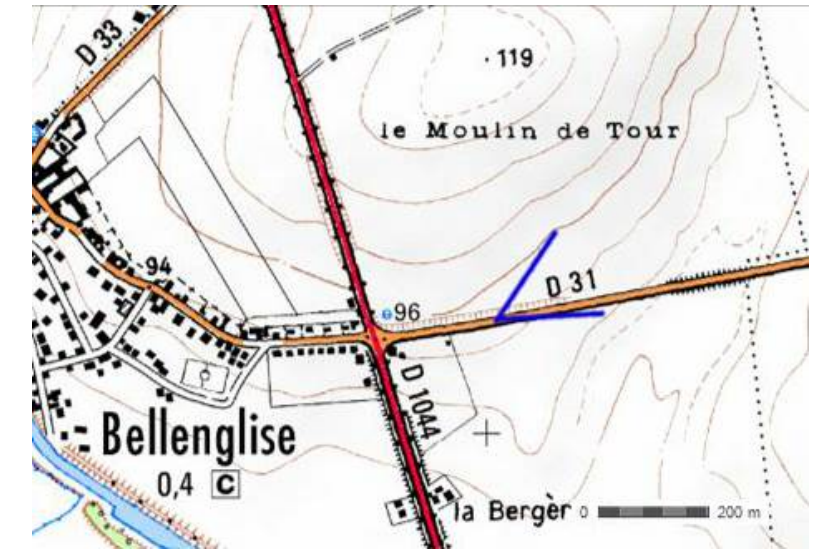 D 33
119
le Moulin de Tour
94
96
D 31
D 1044
Bellenglise
0,4 C
la Bergèr
0 200 m